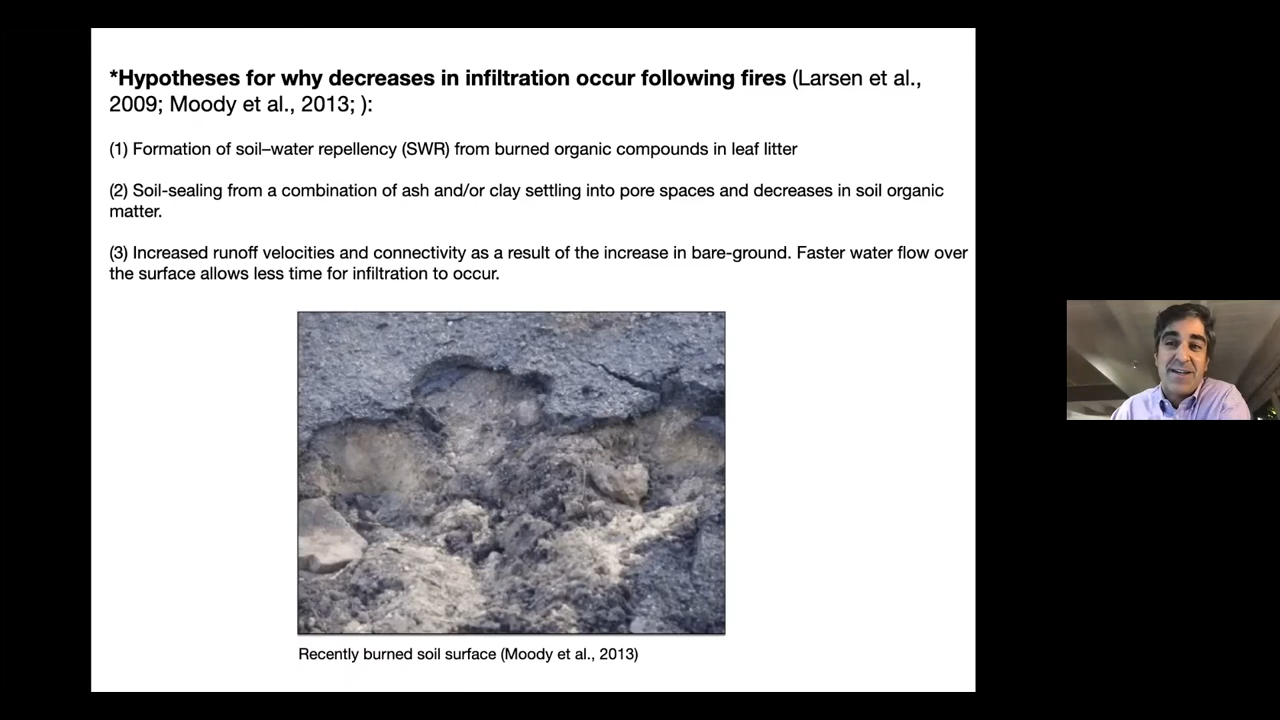 *Hypotheses for why decreases in infiltration occur following fires (Larsen et al.,
2009; Moody et al., 2013; ):
(1) Formation of soil–water repellency (SWR) from burned organic compounds in leaf litter
(2) Soil-sealing from a combination of ash and/or clay settling into pore spaces and decreases in soil organic
matter.
(3) Increased runoff velocities and connectivity as a result of the increase in bare-ground. Faster water flow over
the surface allows less time for infiltration to occur.
Recently burned soil surface (Moody et al., 2013)